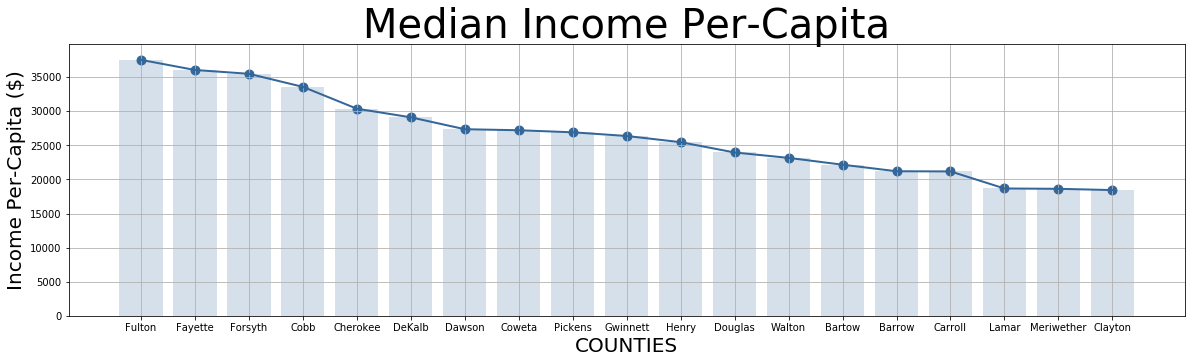 Median Income Per-Capita
Income Per-Capita ($)
35000
30000
25000
20000
15000
10000
5000
0
Fulton Fayette Forsyth Cobb Cherokee DeKalb Dawson Coweta Pickens Gwinnett Henry Douglas Walton Bartow Barrow Carroll Lamar Meriwether Clayton
COUNTIES